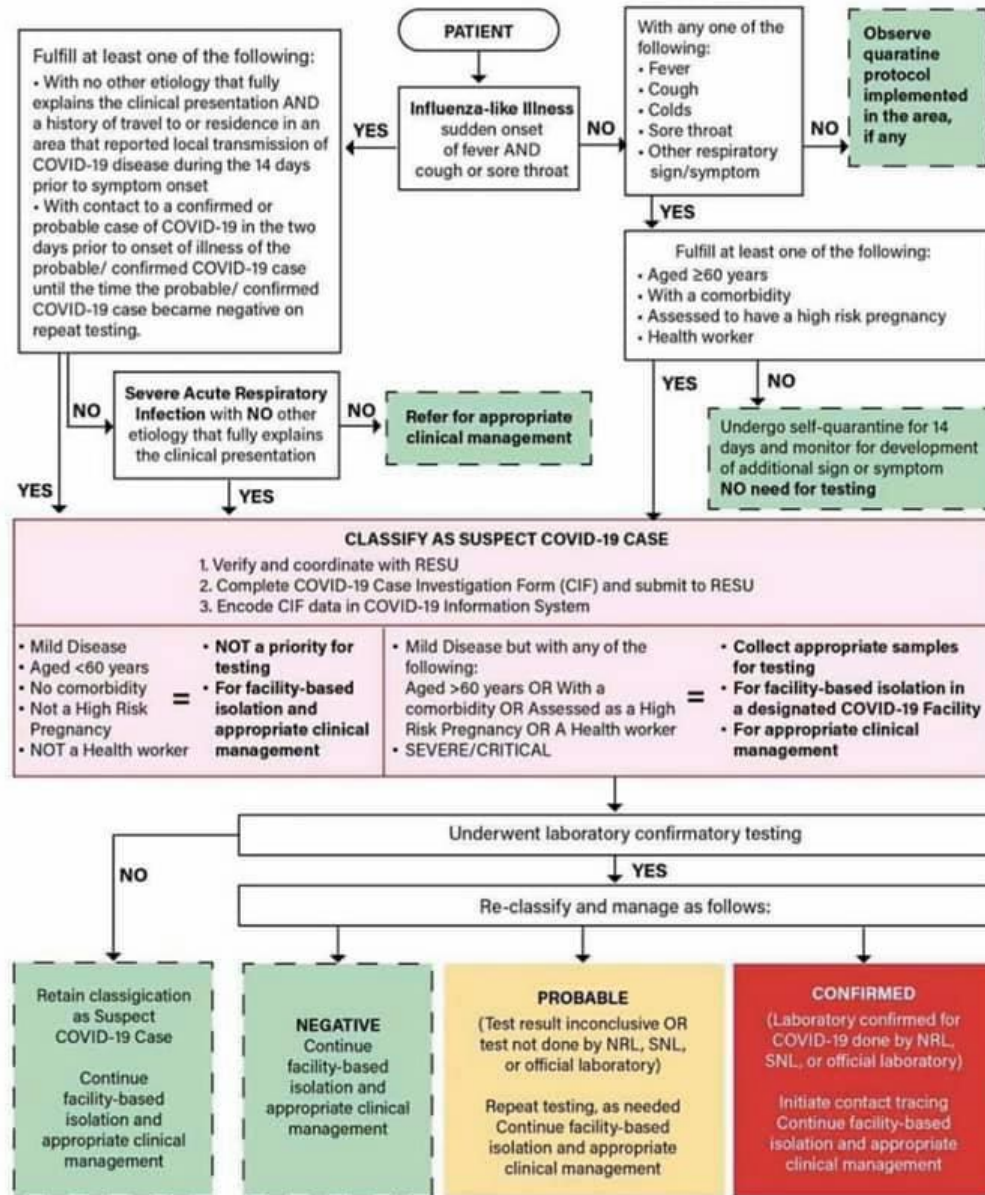 PATIENT
Influenza-like Illness
sudden onset
of fever AND
cough or sore throat
YES
NO
Fulfill at least one of the following:
• With no other etiology that fully
explains the clinical presentation AND
a history of travel to or residence in an
area that reported local transmission of
COVID-19 disease during the 14 days
prior to symptom onset
• With contact to a confirmed or
probable case of COVID-19 in the two
days prior to onset of illness of the
probable/ confirmed COVID-19 case
until the time the probable/ confirmed
COVID-19 case became negative on
repeat testing.
With any one of the
following:
• Fever
• Cough
• Colds
• Sore throat
• Other respiratory
sign/symptom
NO
Observe
quaratine
protocol
implemented
in the area,
if any
YES
Fulfill at least one of the following:
• Aged ≥60 years
• With a comorbidity
• Assessed to have a high risk pregnancy
• Health worker
YES
NO
Undergo self-quarantine for 14
days and monitor for development
of additional sign or symptom
NO need for testing
NO
Severe Acute Respiratory
Infection with NO other
etiology that fully explains
the clinical presentation
NO
Refer for appropriate
clinical management
YES
YES
CLASSIFY AS SUSPECT COVID-19 CASE
1. Verify and coordinate with RESU
2. Complete COVID-19 Case Investigation Form (CIF) and submit to RESU
3. Encode CIF data in COVID-19 Information System
• Mild Disease
• Aged <60 years
• No comorbidity
• Not a High Risk
Pregnancy
• NOT a Health worker
=
• NOT a priority for
testing
• For facility-based
isolation and
appropriate clinical
management
• Mild Disease but with any of the
following:
Aged >60 years OR With a
comorbidity OR Assessed as a High
Risk Pregnancy OR A Health worker
• SEVERE/CRITICAL
=
• Collect appropriate samples
for testing
• For facility-based isolation in
a designated COVID-19 Facility
• For appropriate clinical
management
Underwent laboratory confirmatory testing
NO
YES
Re-classify and manage as follows:
Retain classigication
as Suspect
COVID-19 Case
Continue
facility-based
isolation and
appropriate clinical
management
NEGATIVE
Continue
facility-based
isolation and
appropriate clinical
management
PROBABLE
(Test result inconclusive OR
test not done by NRL, SNL,
or official laboratory)
Repeat testing, as needed
Continue facility-based
isolation and appropriate
clinical management
CONFIRMED
(Laboratory confirmed for
COVID-19 done by NRL,
SNL, or official laboratory)
Initiate contact tracing
Continue facility-based
isolation and appropriate
clinical management